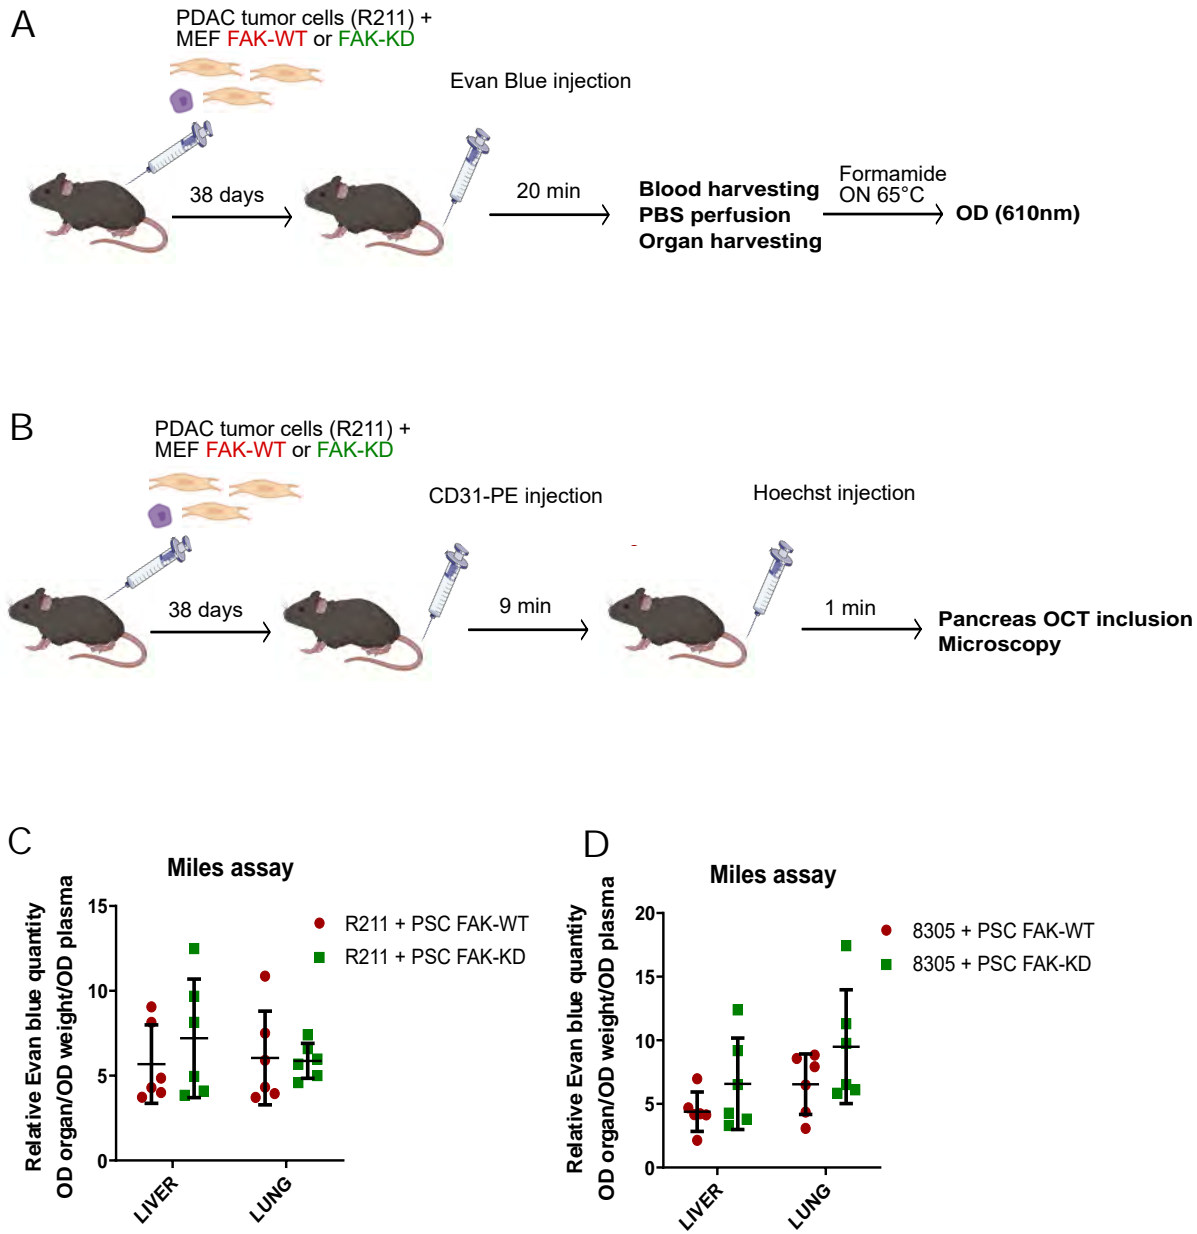 A
PDAC tumor cells (R211) +
MEF FAK-WT or FAK-KD
Evan Blue injection
38 days
20 min
Blood harvesting
PBS perfusion
Organ harvesting
Formamide
ON 65°C
OD (610nm)
B
PDAC tumor cells (R211) +
MEF FAK-WT or FAK-KD
CD31-PE injection
Hoechst injection
38 days
9 min
1 min
Pancreas OCT inclusion
Microscopy
C
Miles assay
Relative Evan blue quantity
OD organ/OD weight/OD plasma
15
10
5
0
R211 + PSC FAK-WT
R211 + PSC FAK-KD
LIVER
LUNG
D
Miles assay
Relative Evan blue quantity
OD organ/OD weight/OD plasma
20
15
10
5
0
8305 + PSC FAK-WT
8305 + PSC FAK-KD
LIVER
LUNG